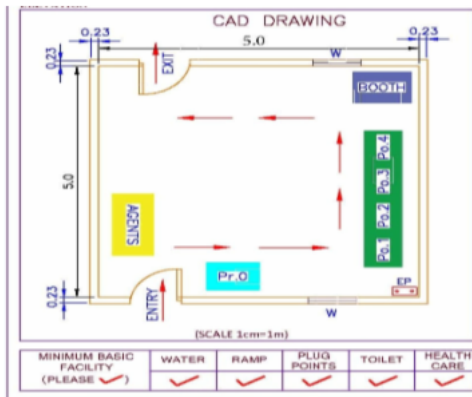 CAD DRAWING
0.23
5.0
0.23
0.23
EXIT
W
BOOTH
5.0
Po.1 Po.2 Po.3 Po.4
AGENTS
Pr.O
EP
0.23
ENTRY
W
(SCALE 1cm=1m)
MINIMUM BASIC FACILITY (PLEASE ✓)
WATER
RAMP
PLUG POINTS
TOILET
HEALTH CARE
✓ ✓ ✓ ✓ ✓